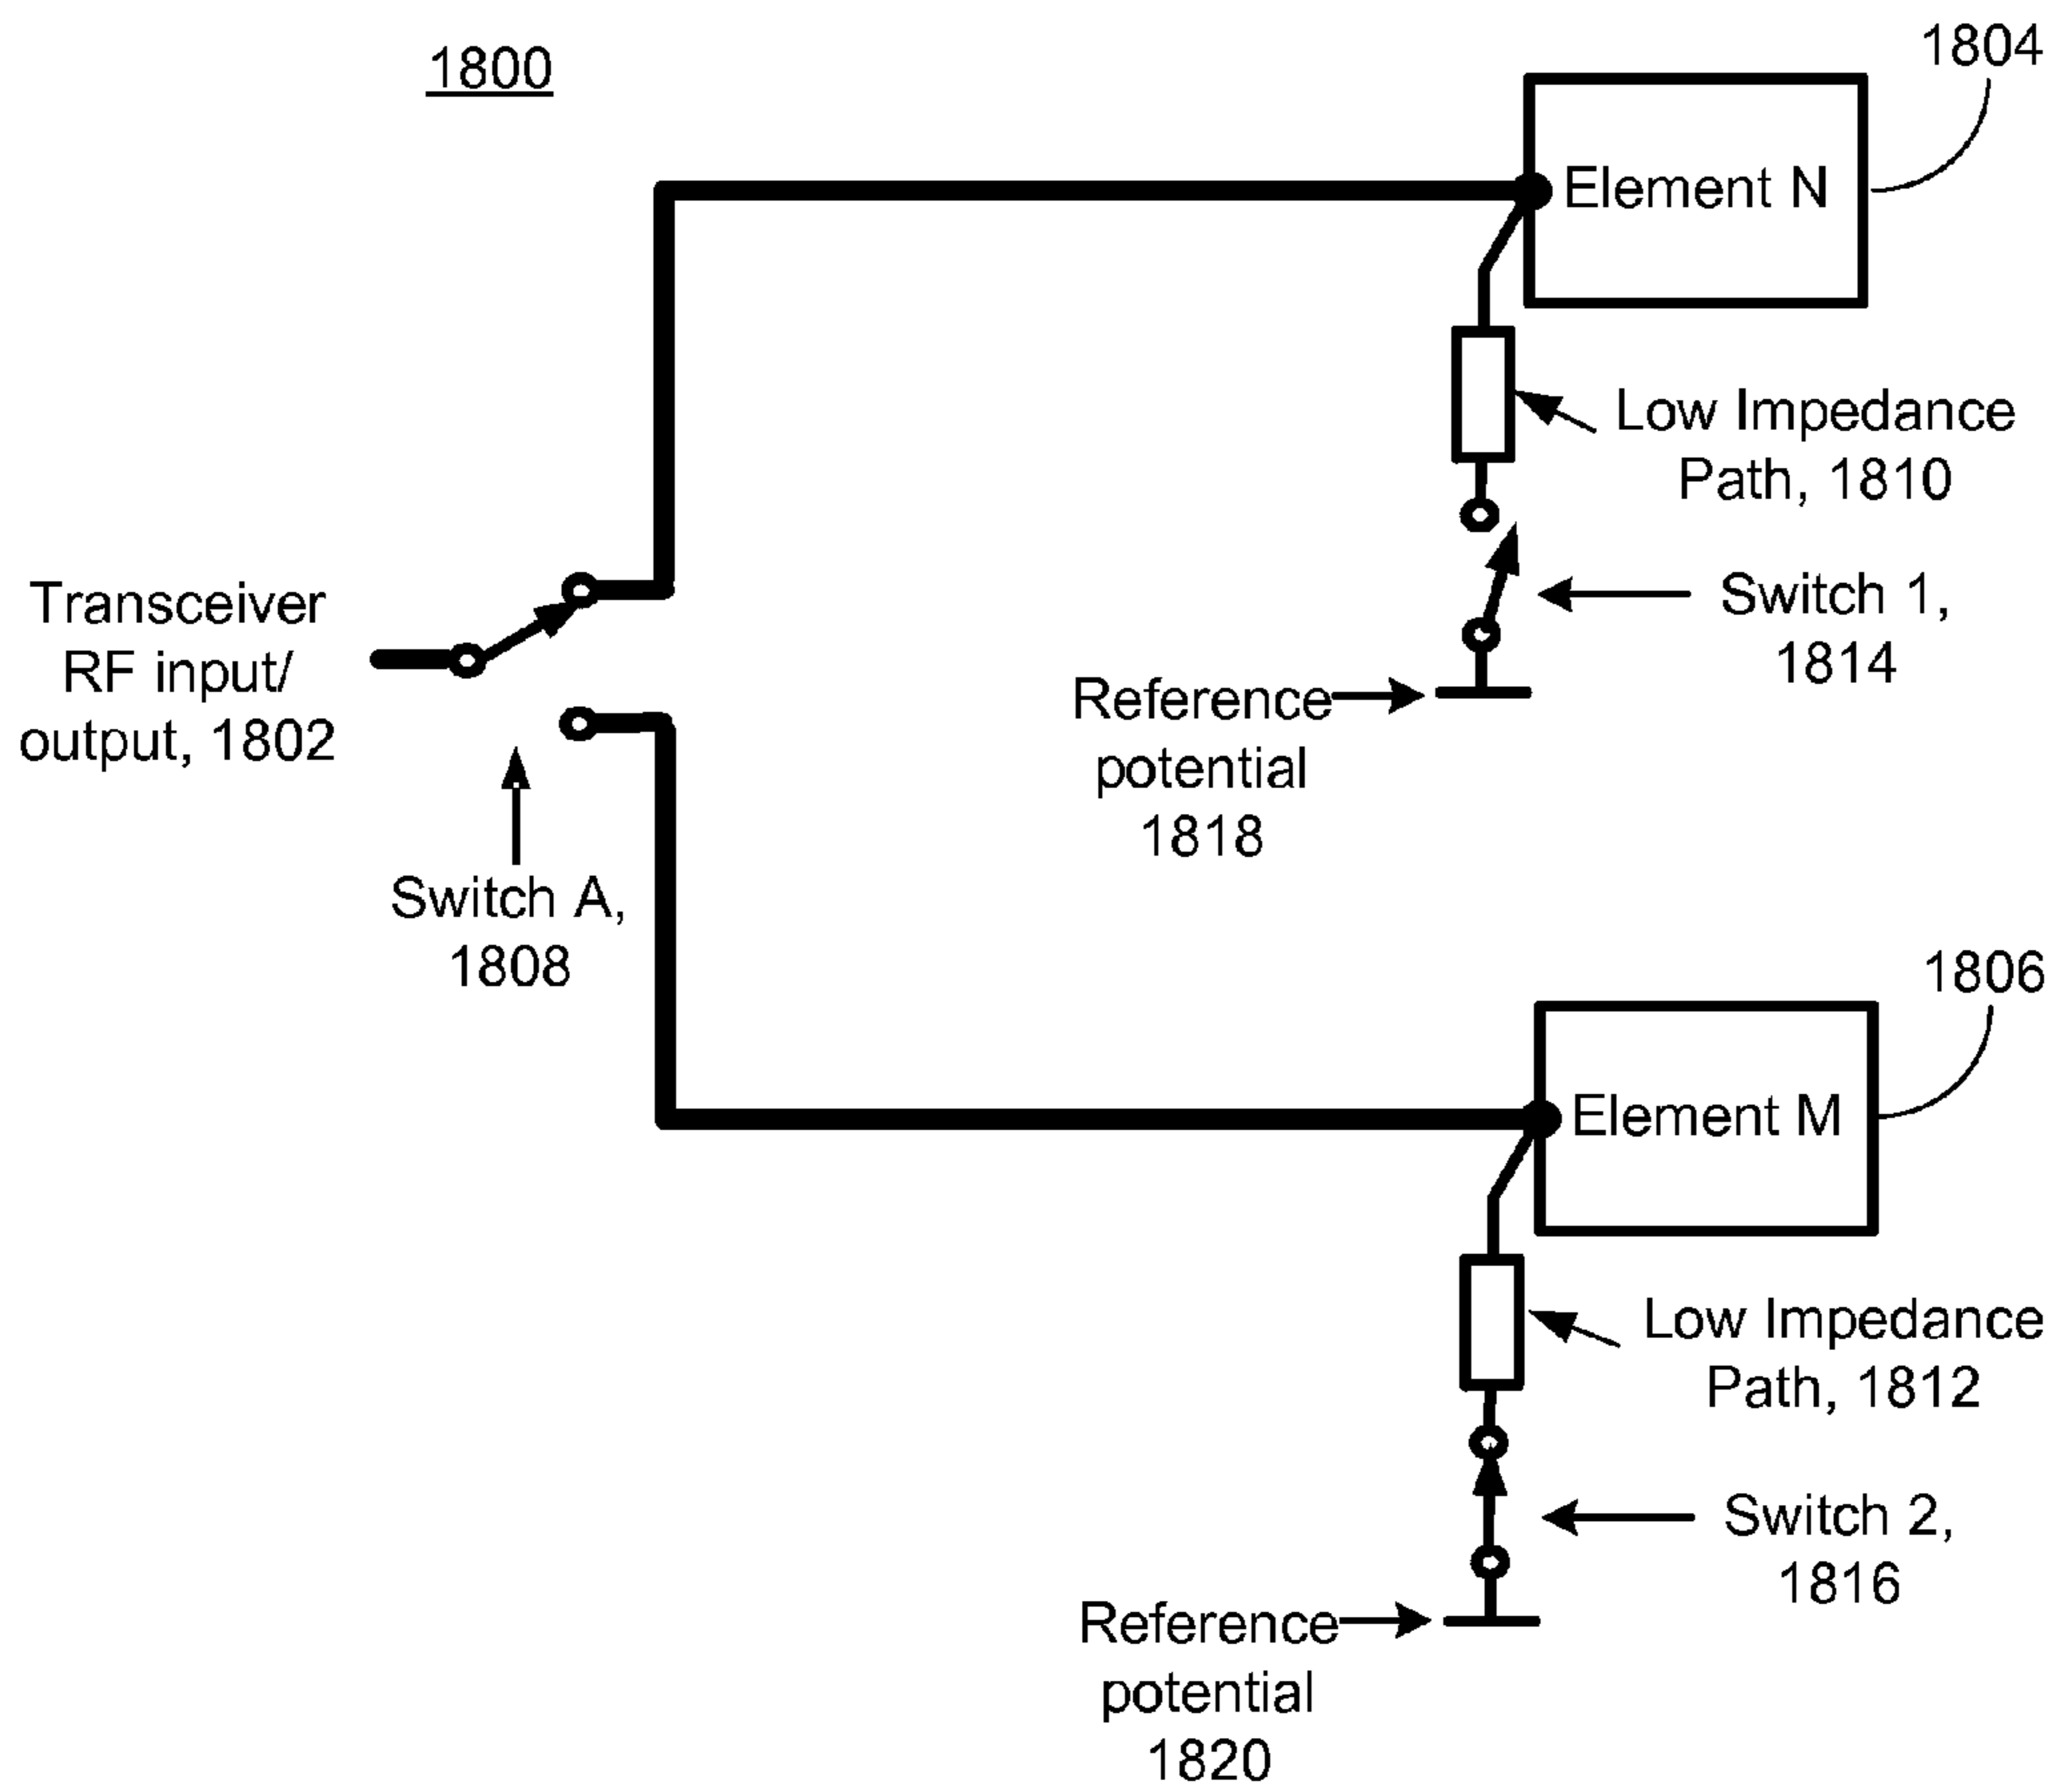 1800
1804
Element N
Low Impedance
Path, 1810
Transceiver
RF input/
output, 1802
Switch 1,
1814
Reference
potential
1818
Switch A,
1808
1806
Element M
Low Impedance
Path, 1812
Switch 2,
1816
Reference
potential
1820